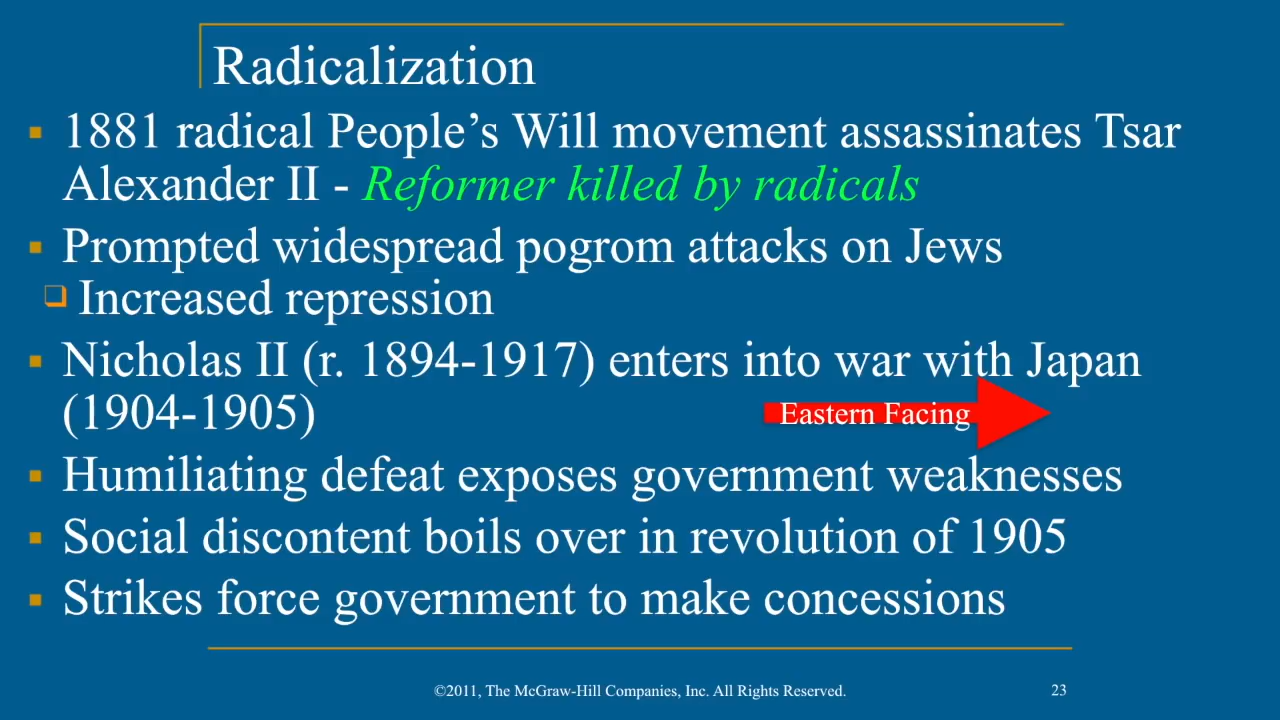 Radicalization
1881 radical People's Will movement assassinates Tsar
Alexander II - Reformer killed by radicals
Prompted widespread pogrom attacks on Jews
Increased repression
Nicholas II (r. 1894-1917) enters into war with Japan
(1904-1905)
Eastern Facing
Humiliating defeat exposes government weaknesses
Social discontent boils over in revolution of 1905
Strikes force government to make concessions
©2011, The McGraw-Hill Companies, Inc. All Rights Reserved.
23